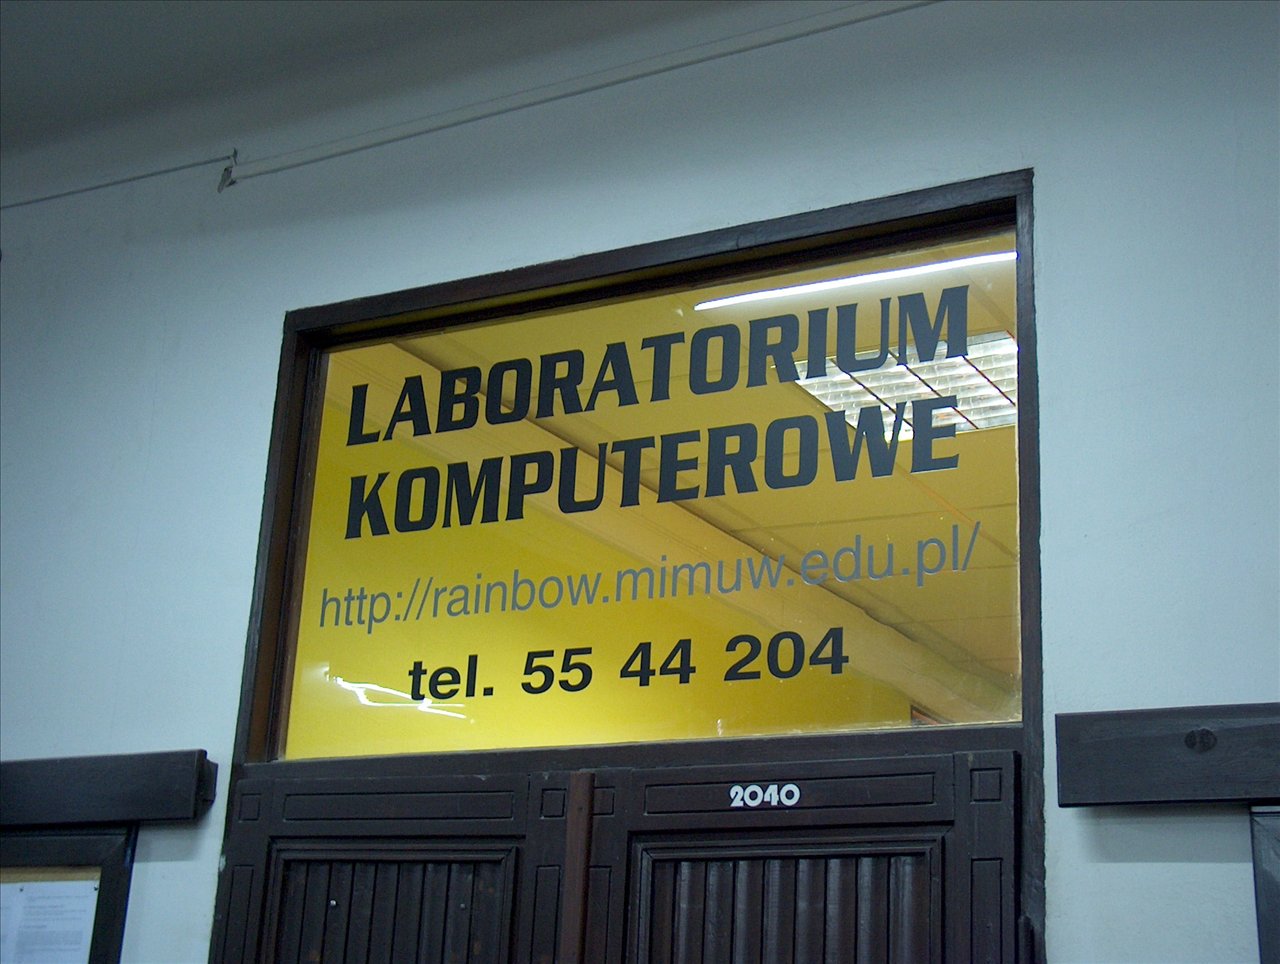 LABORATORIUM
KOMPUTEROWE
http://rainbow.mimuw.edu.pl/
tel. 55 44 204
2040